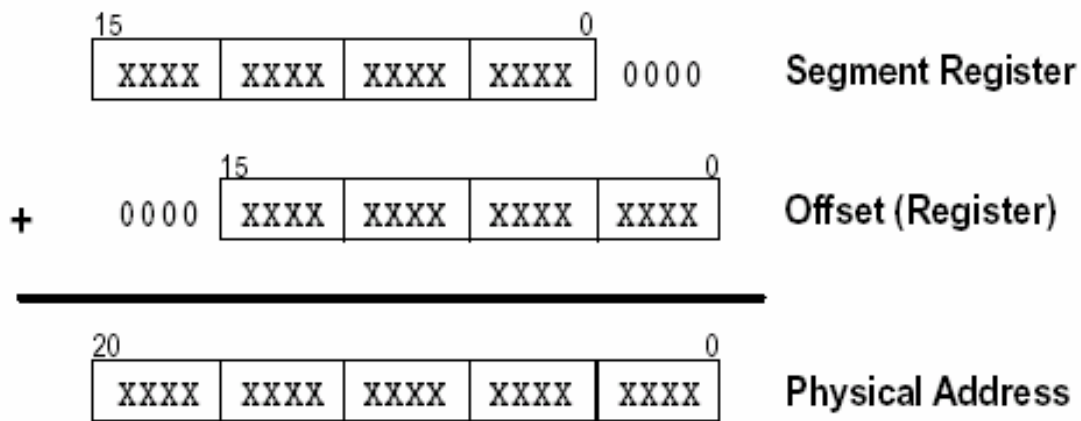 15 0
XXXX XXXX XXXX XXXX 0000 Segment Register
15 0
+ 0000 XXXX XXXX XXXX XXXX Offset (Register)
20 0
XXXX XXXX XXXX XXXX XXXX Physical Address